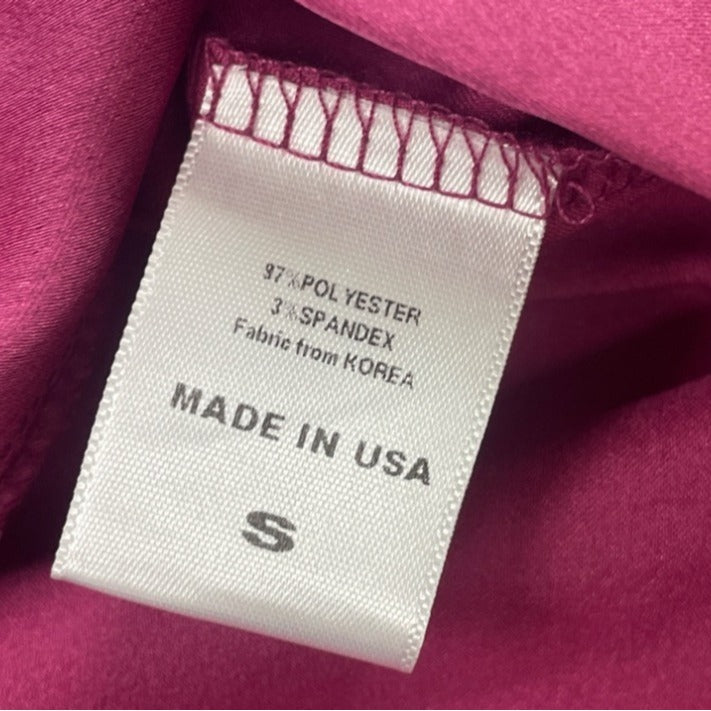 97%POLYESTER
3%SPANDEX
Fabric from KOREA
MADE IN USA
S